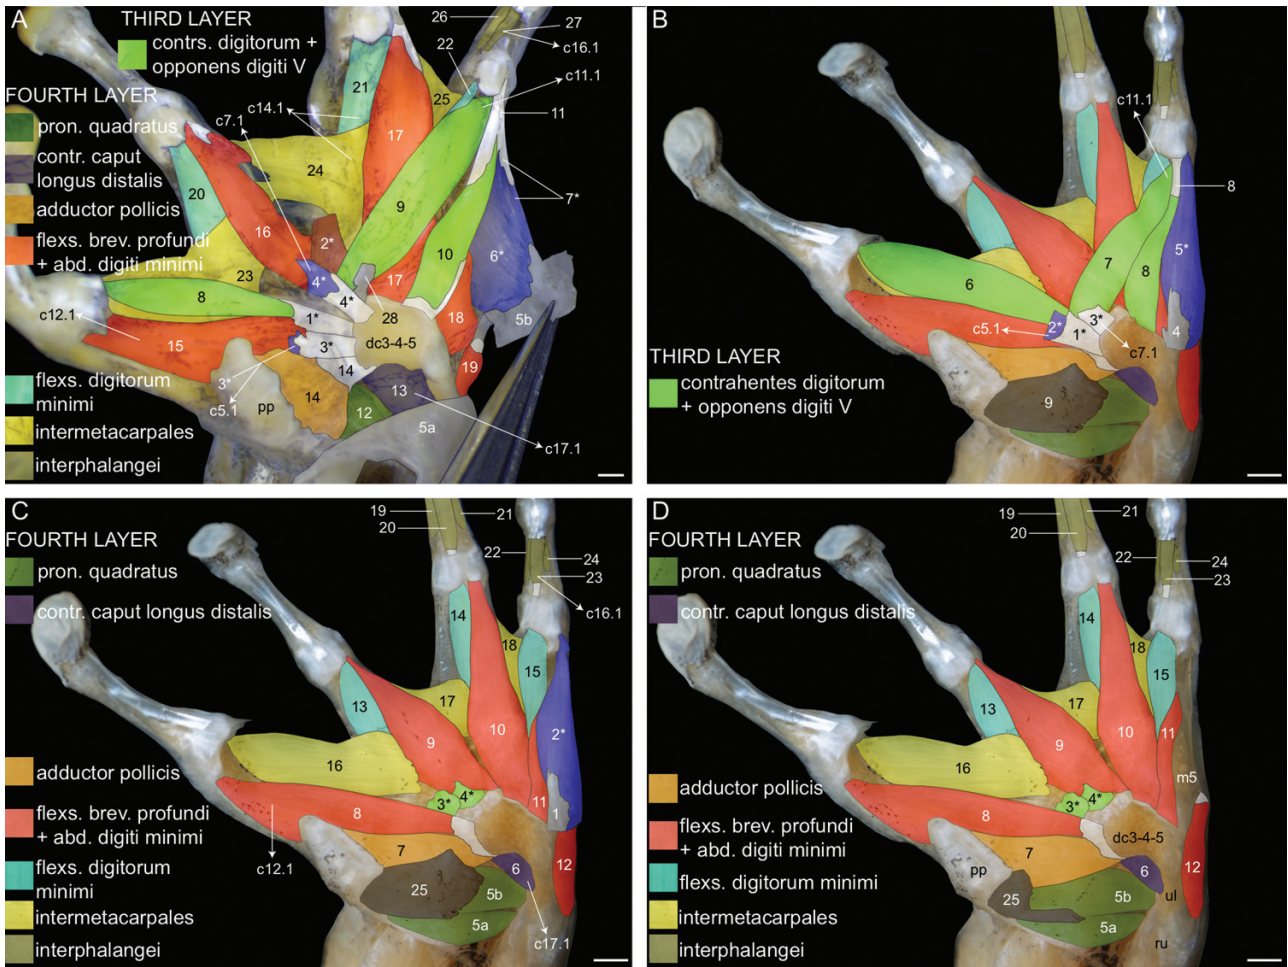 A
THIRD LAYER
contrs. digitorum +
opponens digiti V
FOURTH LAYER
pron. quadratus
contr. caput
longus distalis
adductor pollicis
flexs. brev. profundi
+ abd. digiti minimi
flexs. digitorum
minimi
intermetacarpales
interphalangei
26
27
c16.1
22
c11.1
11
7*
21
25
c14.1
c7.1
17
24
20
16
9
2*
10
6*
23
4*
4*
17
8
1*
28
18
5b
c12.1
15
3*
dc3-4-5
14
19
3*
c5.1
pp
14
13
12
5a
c17.1
B
c11.1
8
5*
7
8
6
3*
2*
1*
c5.1
4
c7.1
9
THIRD LAYER
contrahentes digitorum
+ opponens digiti V
C
FOURTH LAYER
pron. quadratus
contr. caput longus distalis
adductor pollicis
flexs. brev. profundi
+ abd. digiti minimi
flexs. digitorum
minimi
intermetacarpales
interphalangei
19
20
21
22
24
23
c16.1
14
18
15
13
17
10
2*
9
16
3*
4*
11
1
8
c12.1
7
6
12
25
5b
5a
c17.1
D
FOURTH LAYER
pron. quadratus
contr. caput longus distalis
adductor pollicis
flexs. brev. profundi
+ abd. digiti minimi
flexs. digitorum minimi
intermetacarpales
interphalangei
19
20
21
22
24
23
14
18
15
13
17
10
11
9
16
m5
3*
4*
8
dc3-4-5
7
pp
6
12
25
5b
ul
5a
ru